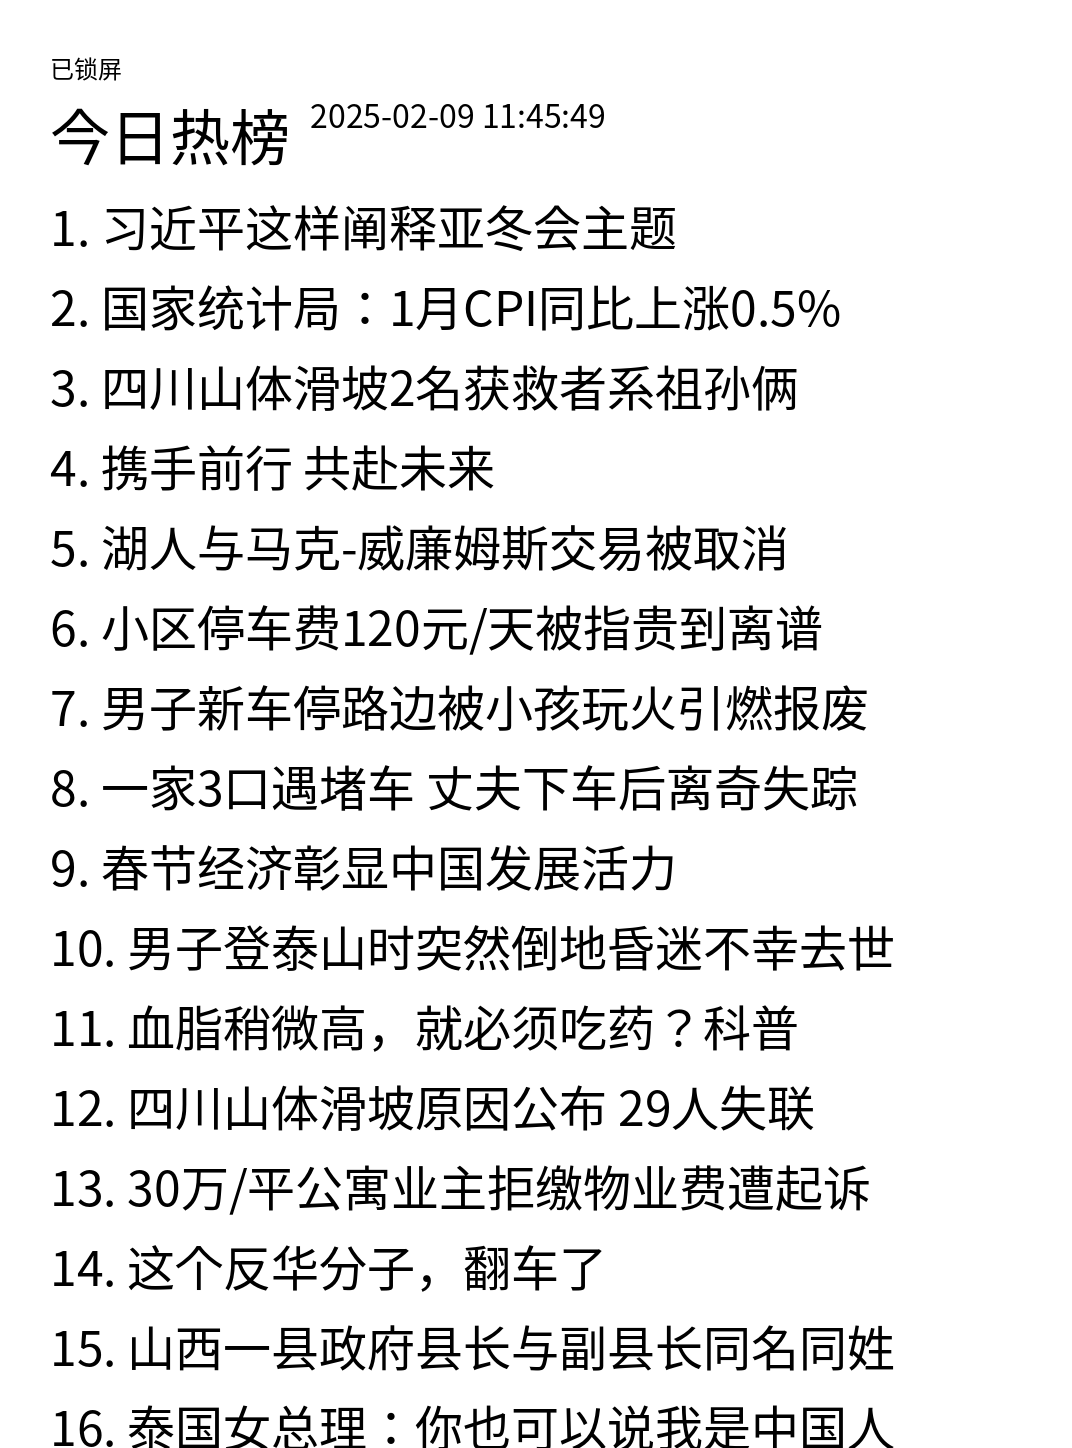 已锁屏
今日热榜 2025-02-09 11:45:49
1. 习近平这样阐释亚冬会主题
2. 国家统计局：1月CPI同比上涨0.5%
3. 四川山体滑坡2名获救者系祖孙俩
4. 携手前行 共赴未来
5. 湖人与马克-威廉姆斯交易被取消
6. 小区停车费120元/天被指贵到离谱
7. 男子新车停路边被小孩玩火引燃报废
8. 一家3口遇堵车 丈夫下车后离奇失踪
9. 春节经济彰显中国发展活力
10. 男子登泰山时突然倒地昏迷不幸去世
11. 血脂稍微高，就必须吃药？科普
12. 四川山体滑坡原因公布 29人失联
13. 30万/平公寓业主拒缴物业费遭起诉
14. 这个反华分子，翻车了
15. 山西一县政府县长与副县长同名同姓
16. 泰国女总理：你也可以说我是中国人